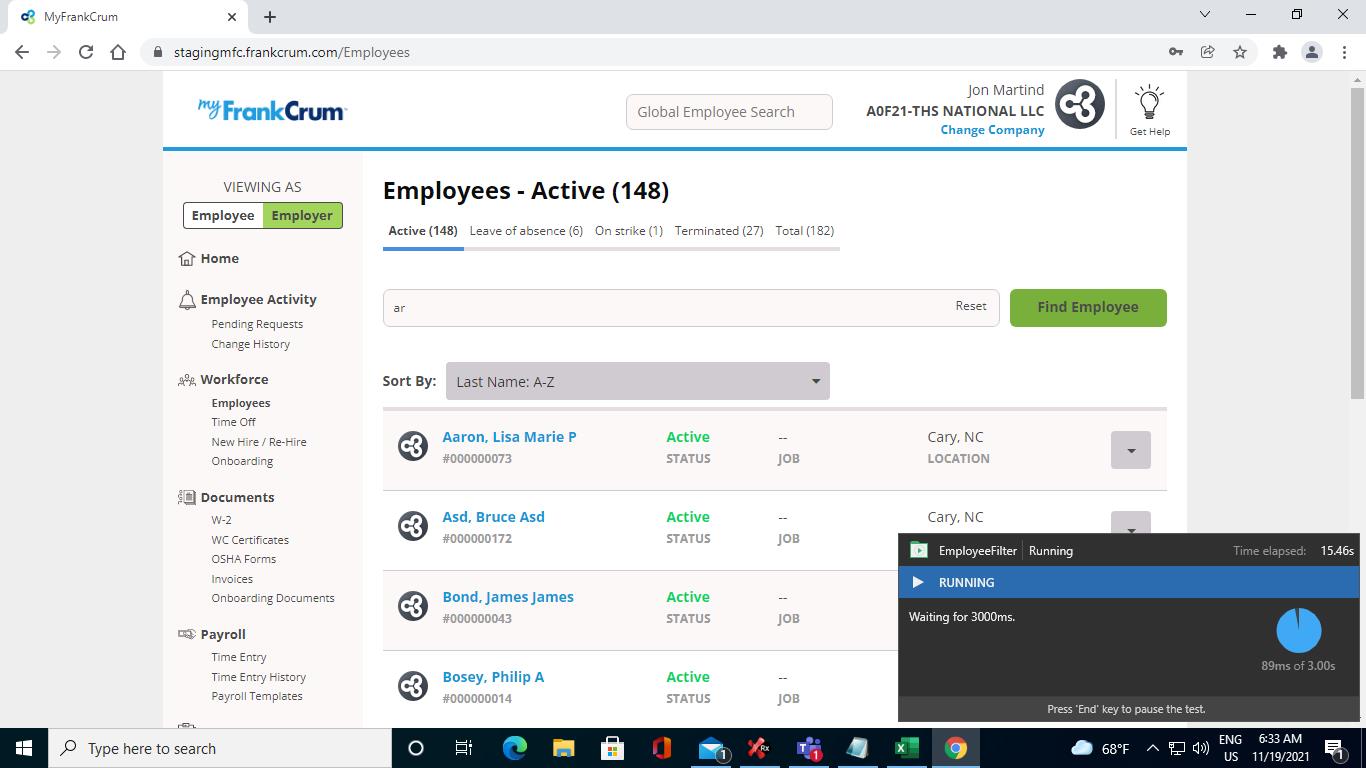 MyFrankCrum
stagingmfc.frankcrum.com/Employees
my FrankCrum
Global Employee Search
Jon Martind
A0F21-THS NATIONAL LLC
Change Company
Get Help
VIEWING AS
Employee Employer
Home
Employee Activity
Pending Requests
Change History
Workforce
Employees
Time Off
New Hire / Re-Hire
Onboarding
Documents
W-2
WC Certificates
OSHA Forms
Invoices
Onboarding Documents
Payroll
Time Entry
Time Entry History
Payroll Templates
Employees - Active (148)
Active (148) Leave of absence (6) On strike (1) Terminated (27) Total (182)
ar Reset Find Employee
Sort By: Last Name: A-Z
Aaron, Lisa Marie P Active -- Cary, NC
#000000073 STATUS JOB LOCATION
Asd, Bruce Asd Active -- Cary, NC
#000000172 STATUS JOB
Bond, James James Active --
#000000043 STATUS JOB
Bosey, Philip A Active --
#000000014 STATUS JOB
EmployeeFilter Running Time elapsed: 15.46s
RUNNING
Waiting for 3000ms.
89ms of 3.00s
Press 'End' key to pause the test.
Type here to search
Rx
1
1
68°F
ENG
US
6:33 AM
11/19/2021
1